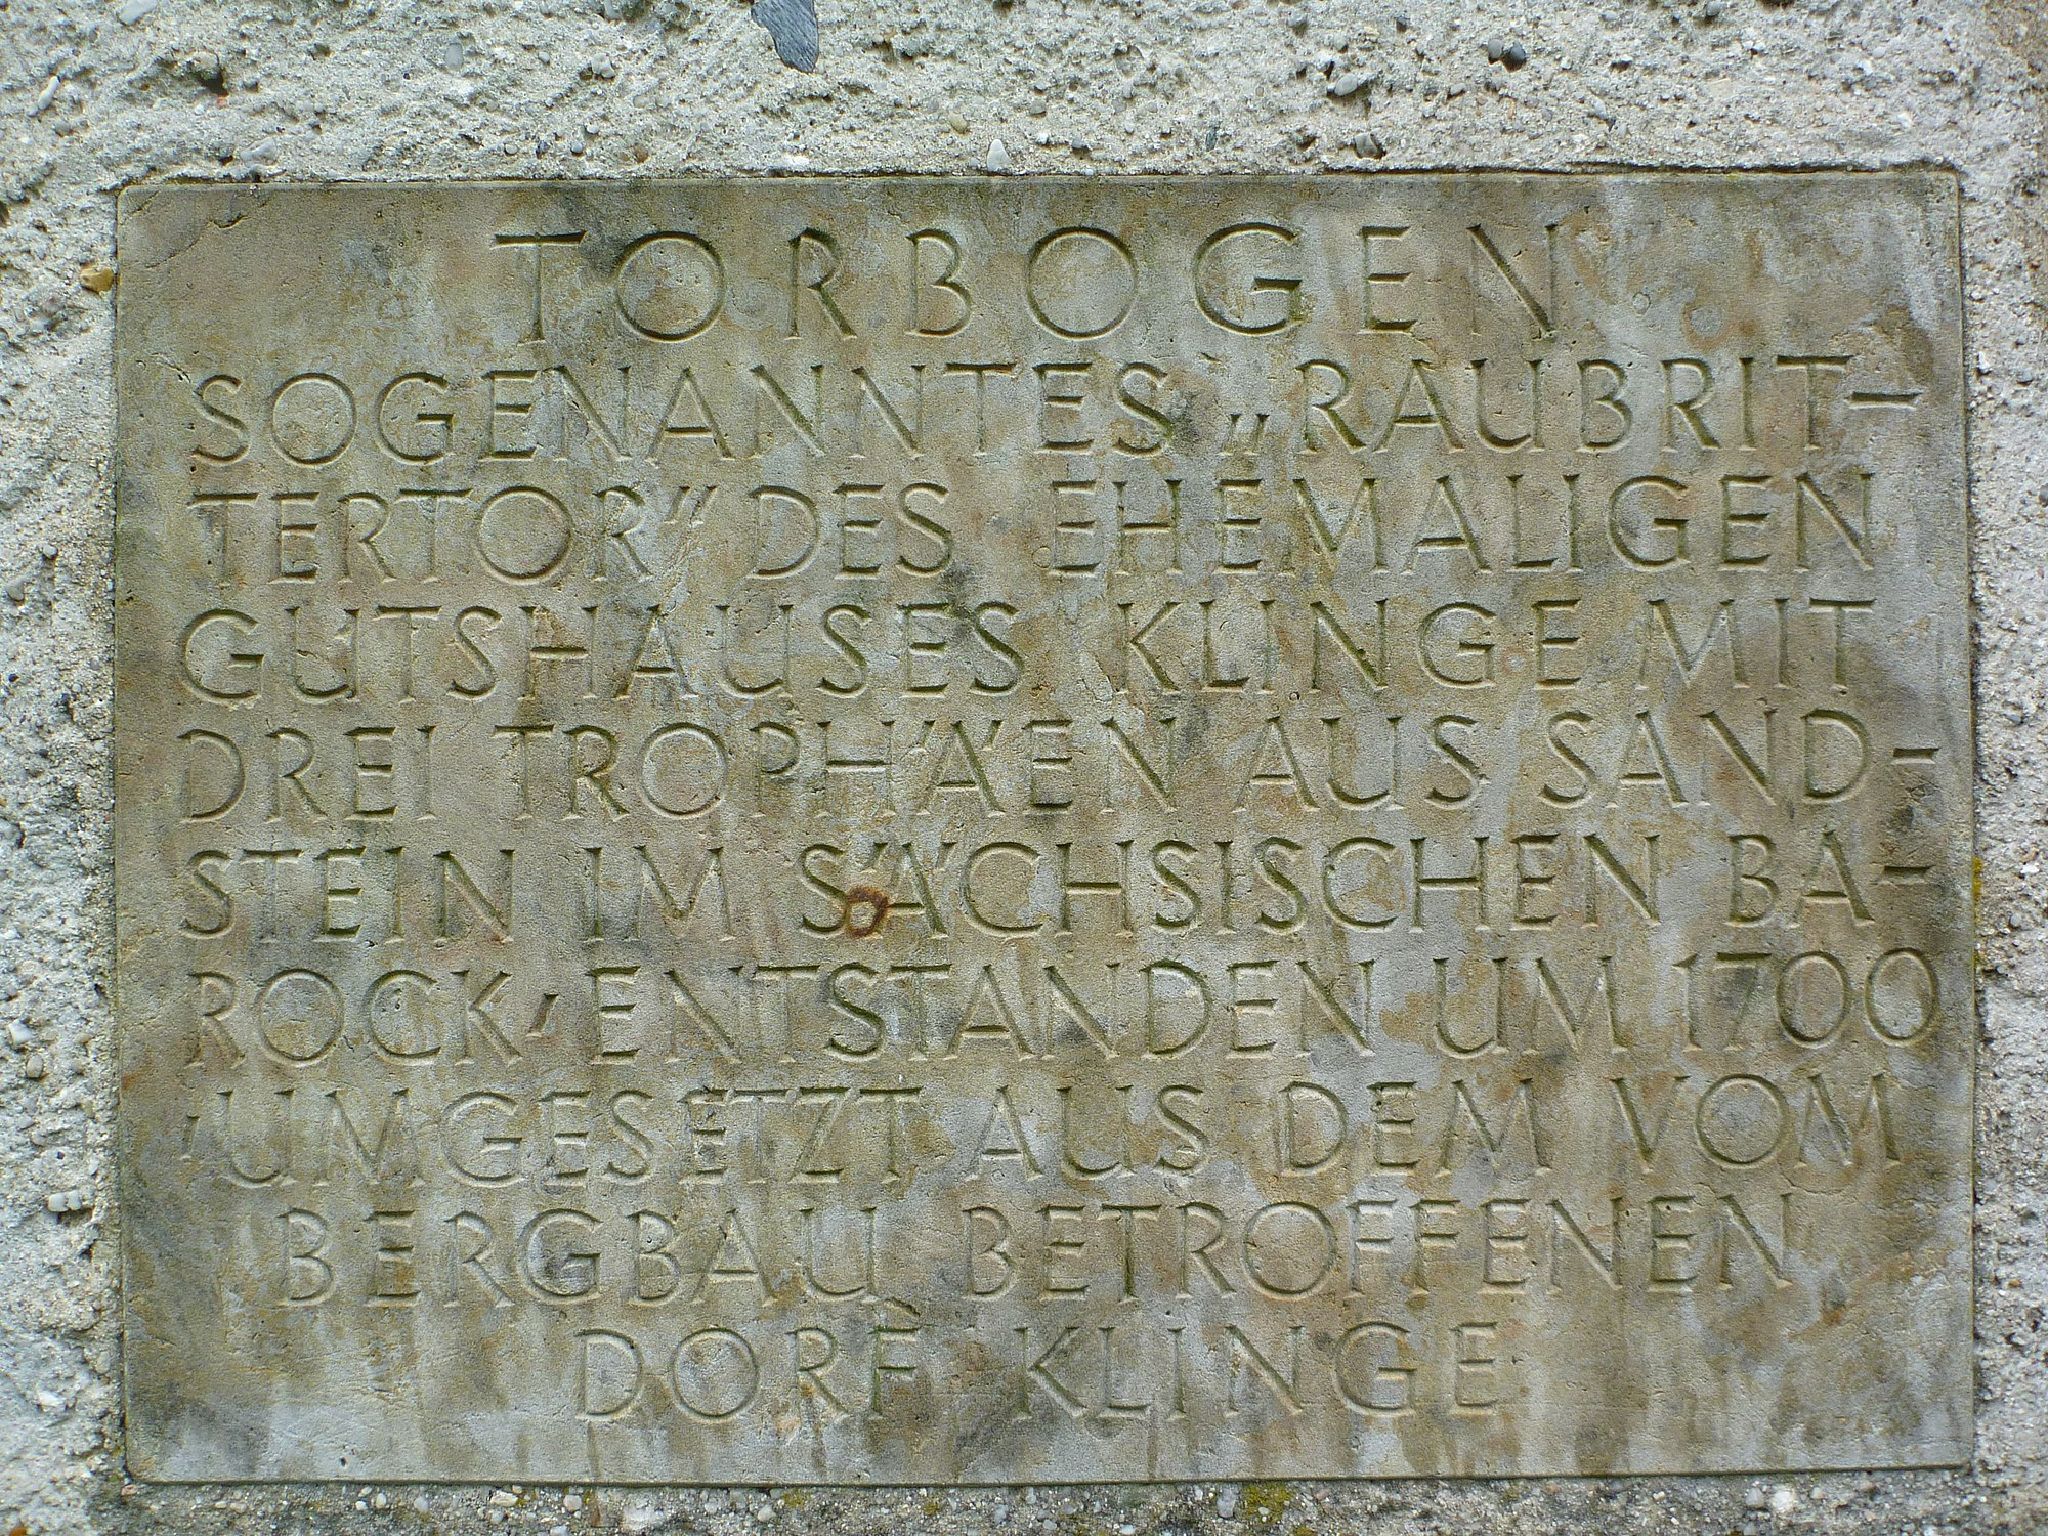 TORBOGEN
SOGENANNTES „RAUBRIT-
TERTOR" DES EHEMALIGEN
GUTSHAUSES KLINGE MIT
DREI TROPHÄEN AUS SAND-
STEIN IM SÄCHSISCHEN BA-
ROCK, ENTSTANDEN UM 1700
, UMGESETZT AUS DEM VOM
BERGBAU BETROFFENEN
DORF KLINGE